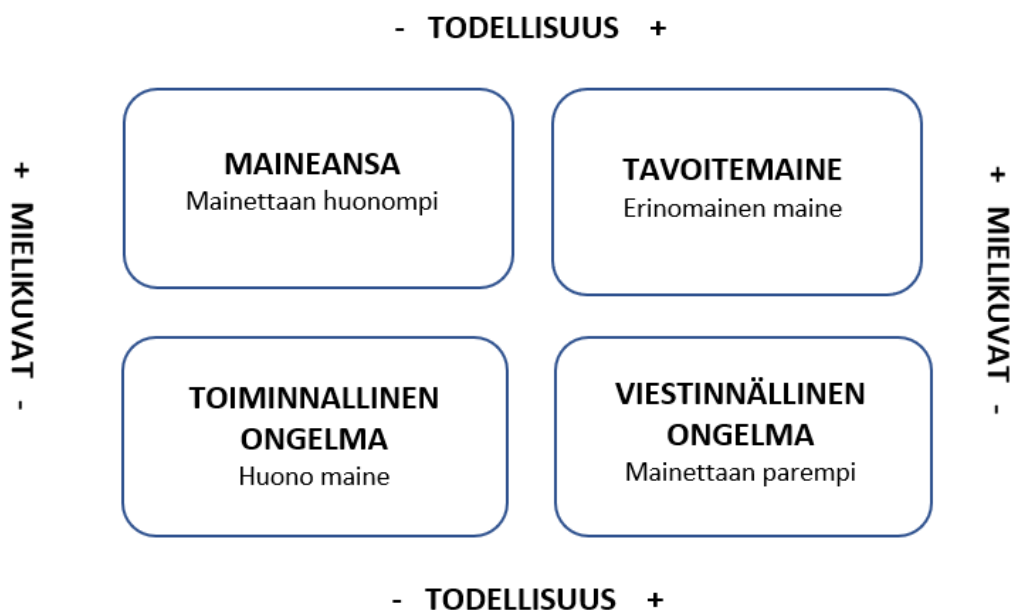 - TODELLISUUS +
+ MIELIKUVAT -
MAINEANSA
Mainettaan huonompi
TAVOITEMAINE
Erinomainen maine
+ MIELIKUVAT -
TOIMINNALLINEN
ONGELMA
Huono maine
VIESTINNÄLLINEN
ONGELMA
Mainettaan parempi
- TODELLISUUS +